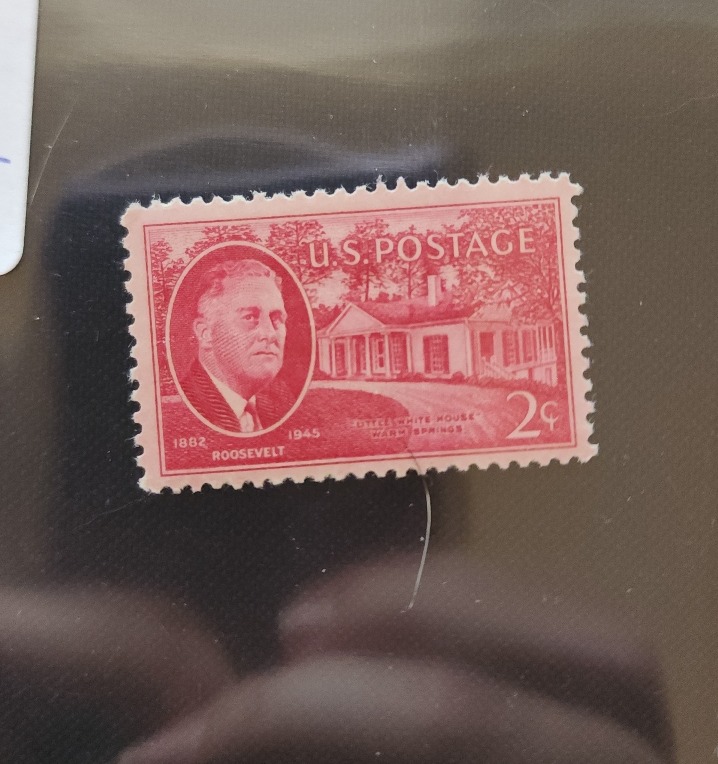 U.S.POSTAGE
"LITTLE WHITE HOUSE"
WARM SPRINGS
2¢
1882 1945
ROOSEVELT